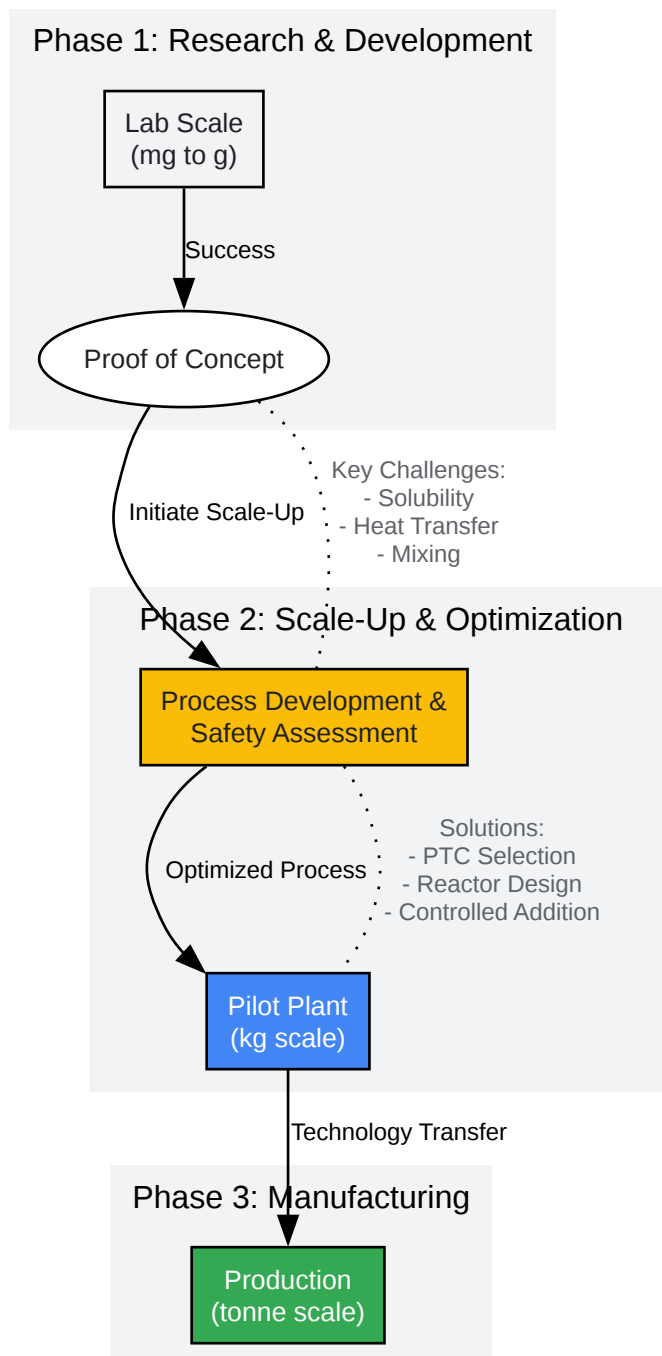 Phase 1: Research & Development
Lab Scale
(mg to g)
Success
Proof of Concept
Key Challenges:
- Solubility
- Heat Transfer
- Mixing
Initiate Scale-Up
Phase 2: Scale-Up & Optimization
Process Development &
Safety Assessment
Solutions:
- PTC Selection
- Reactor Design
- Controlled Addition
Optimized Process
Pilot Plant
(kg scale)
Technology Transfer
Phase 3: Manufacturing
Production
(tonne scale)